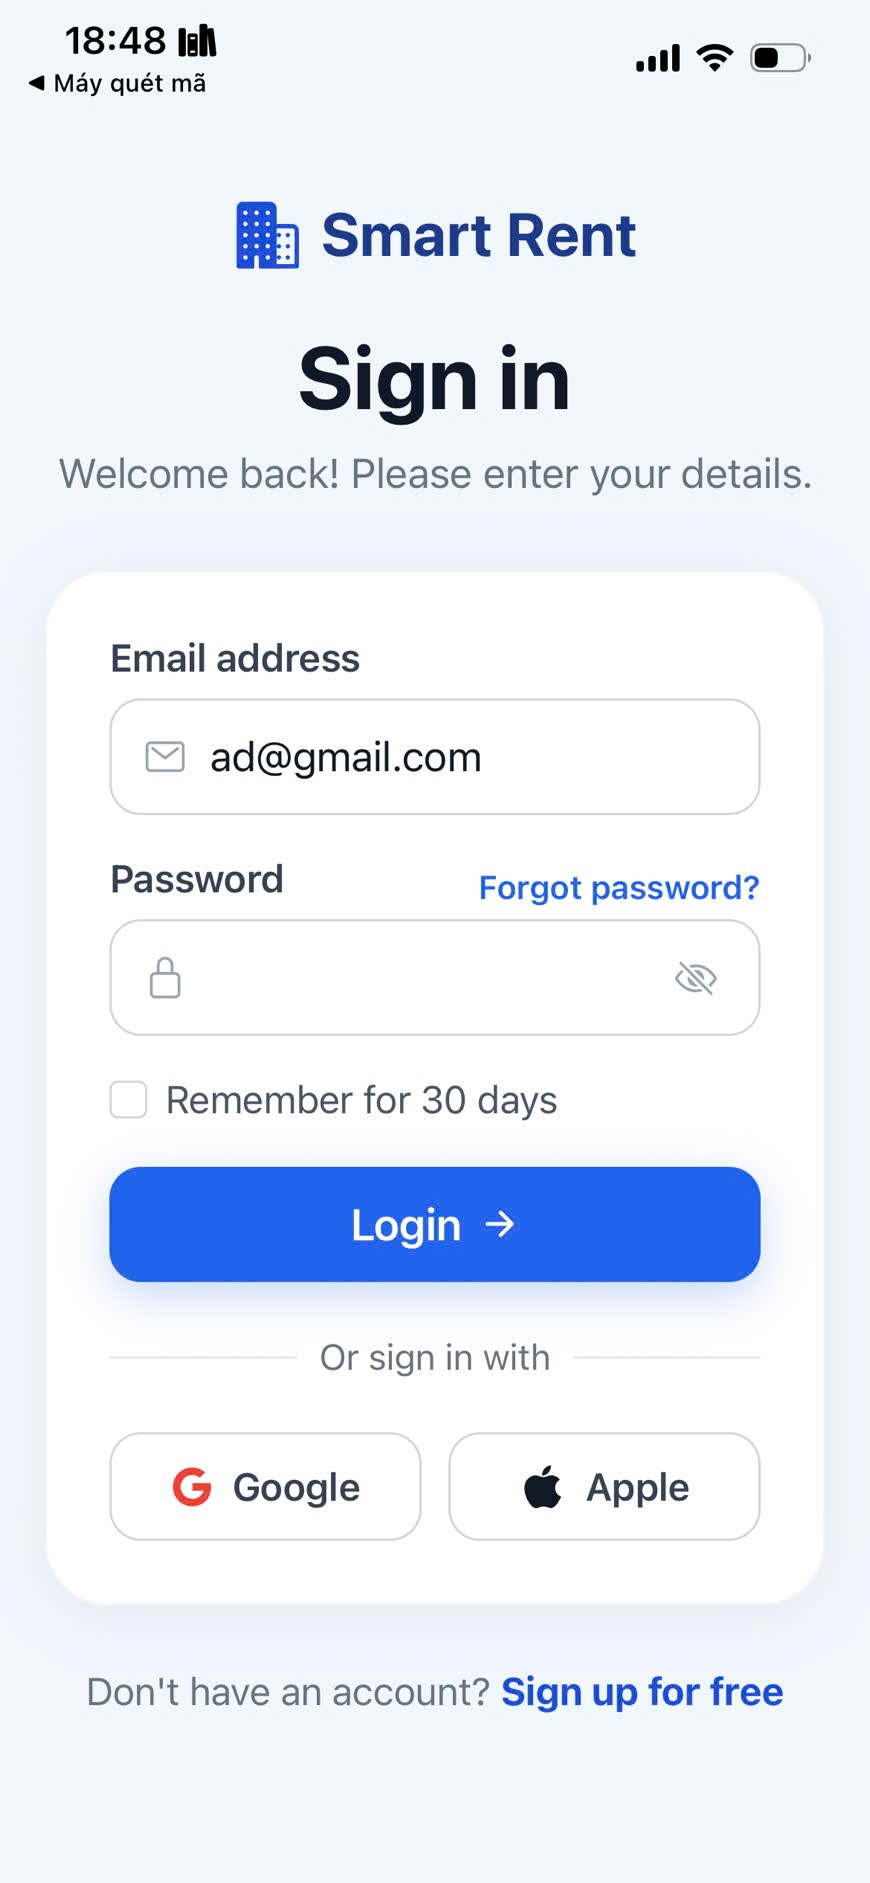 18:48
◀ Máy quét mã
Smart Rent
Sign in
Welcome back! Please enter your details.
Email address
ad@gmail.com
Password
Forgot password?
Remember for 30 days
Login →
Or sign in with
Google
Apple
Don't have an account? Sign up for free